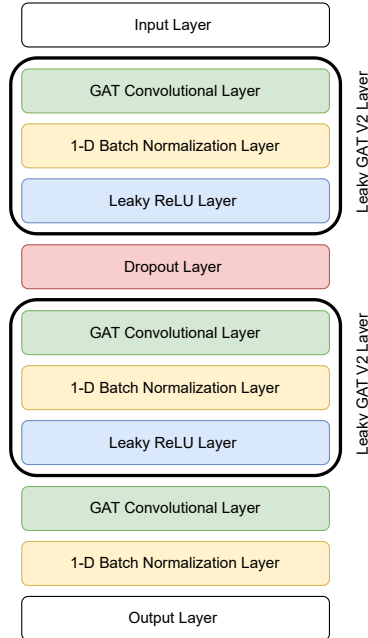 Input Layer
GAT Convolutional Layer
1-D Batch Normalization Layer
Leaky ReLU Layer
Leaky GAT V2 Layer
Dropout Layer
GAT Convolutional Layer
1-D Batch Normalization Layer
Leaky ReLU Layer
Leaky GAT V2 Layer
GAT Convolutional Layer
1-D Batch Normalization Layer
Output Layer